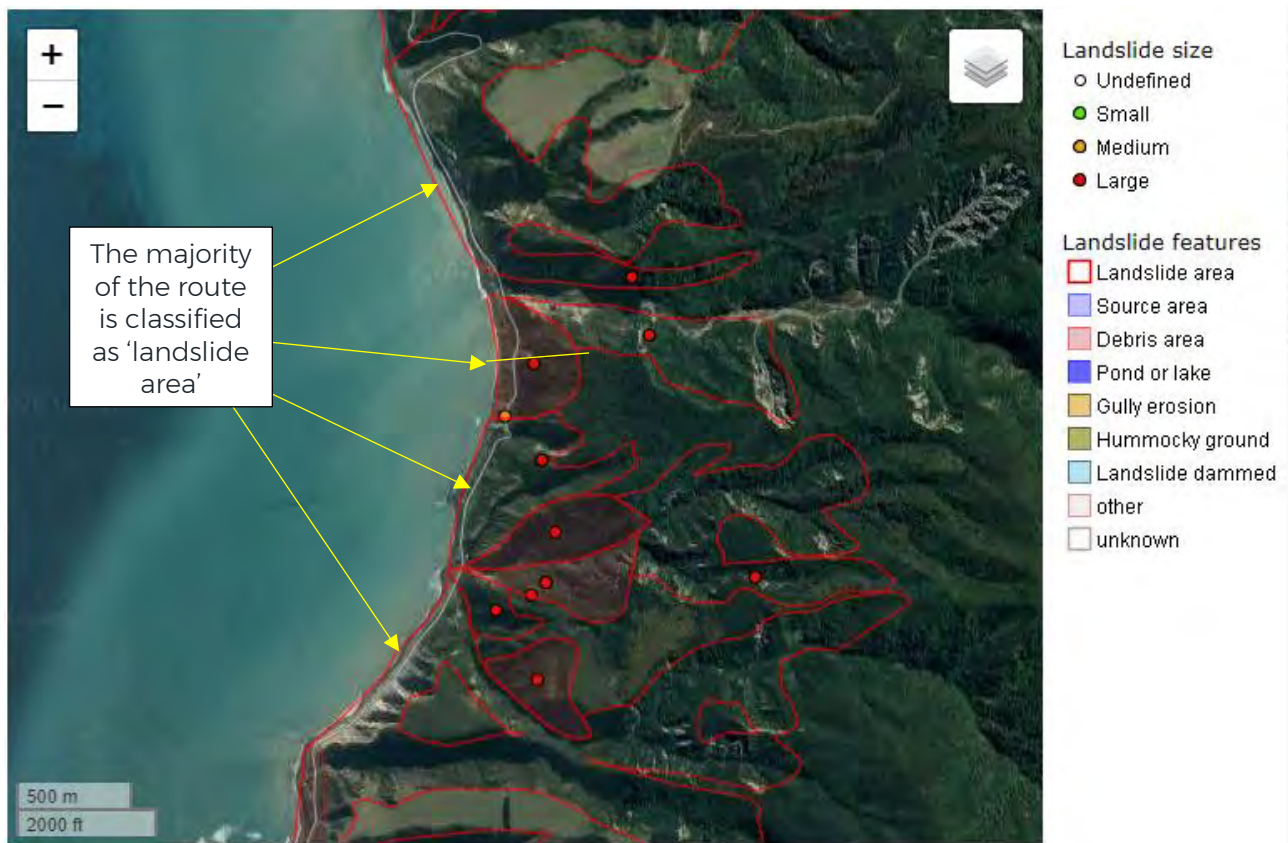 +
−
The majority
of the route
is classified
as ‘landslide
area’
500 m
2000 ft
Landslide size
Undefined
Small
Medium
Large
Landslide features
Landslide area
Source area
Debris area
Pond or lake
Gully erosion
Hummocky ground
Landslide dammed
other
unknown